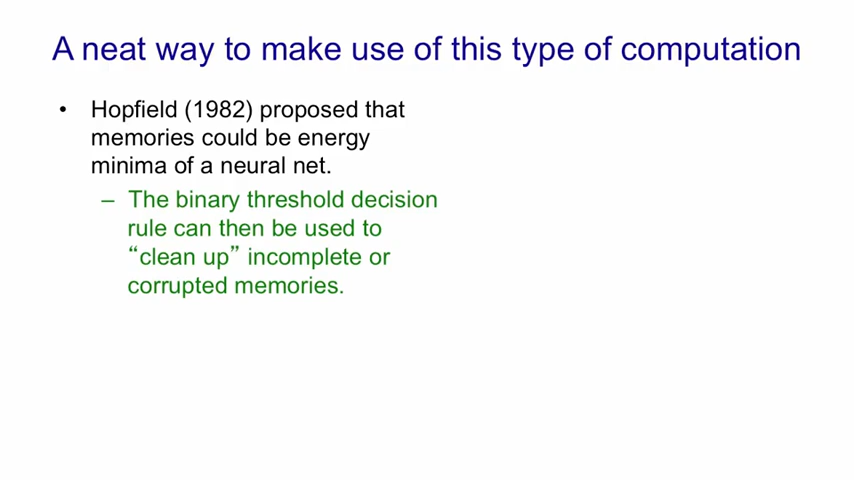 A neat way to make use of this type of computation
• Hopfield (1982) proposed that
memories could be energy
minima of a neural net.
– The binary threshold decision
rule can then be used to
“clean up” incomplete or
corrupted memories.